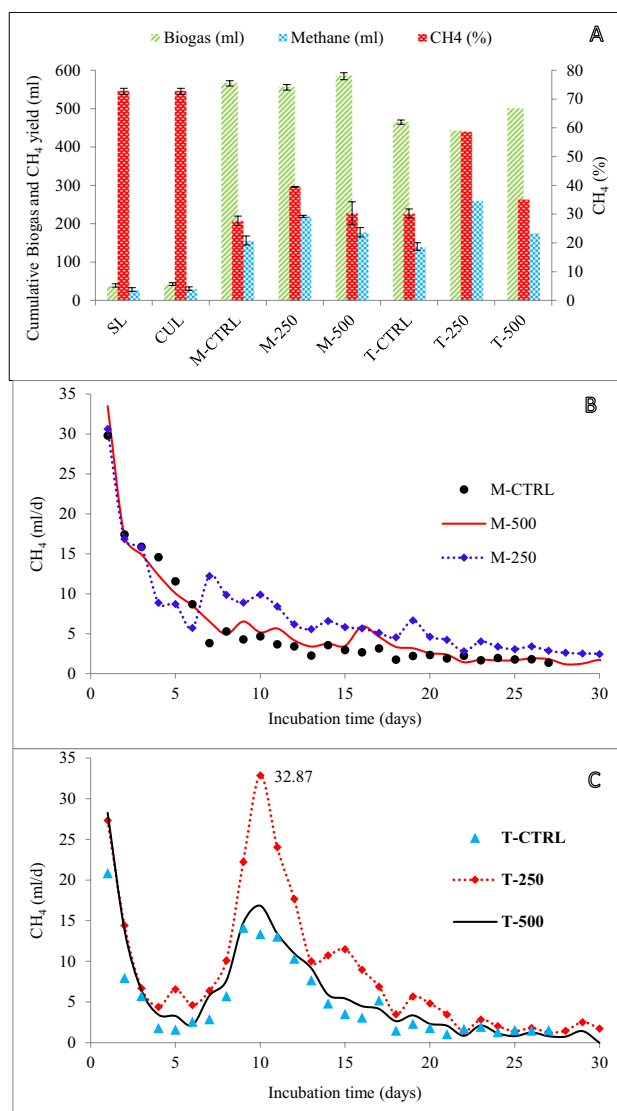 Biogas (ml) Methane (ml) CH4 (%) A
Cumulative Biogas and CH₄ yield (ml)
600 80
500 70
400 60
300 50
200 40
100 30
0 20
10
0
CH₄ (%)
SL CUL M-CTRL M-250 M-500 T-CTRL T-250 T-500
B
CH₄ (ml/d)
35
30
25
20
15
10
5
0
M-CTRL
M-500
M-250
0 5 10 15 20 25 30
Incubation time (days)
C
CH₄ (ml/d)
35
30
25
20
15
10
5
0
32.87
T-CTRL
T-250
T-500
0 5 10 15 20 25 30
Incubation time (days)